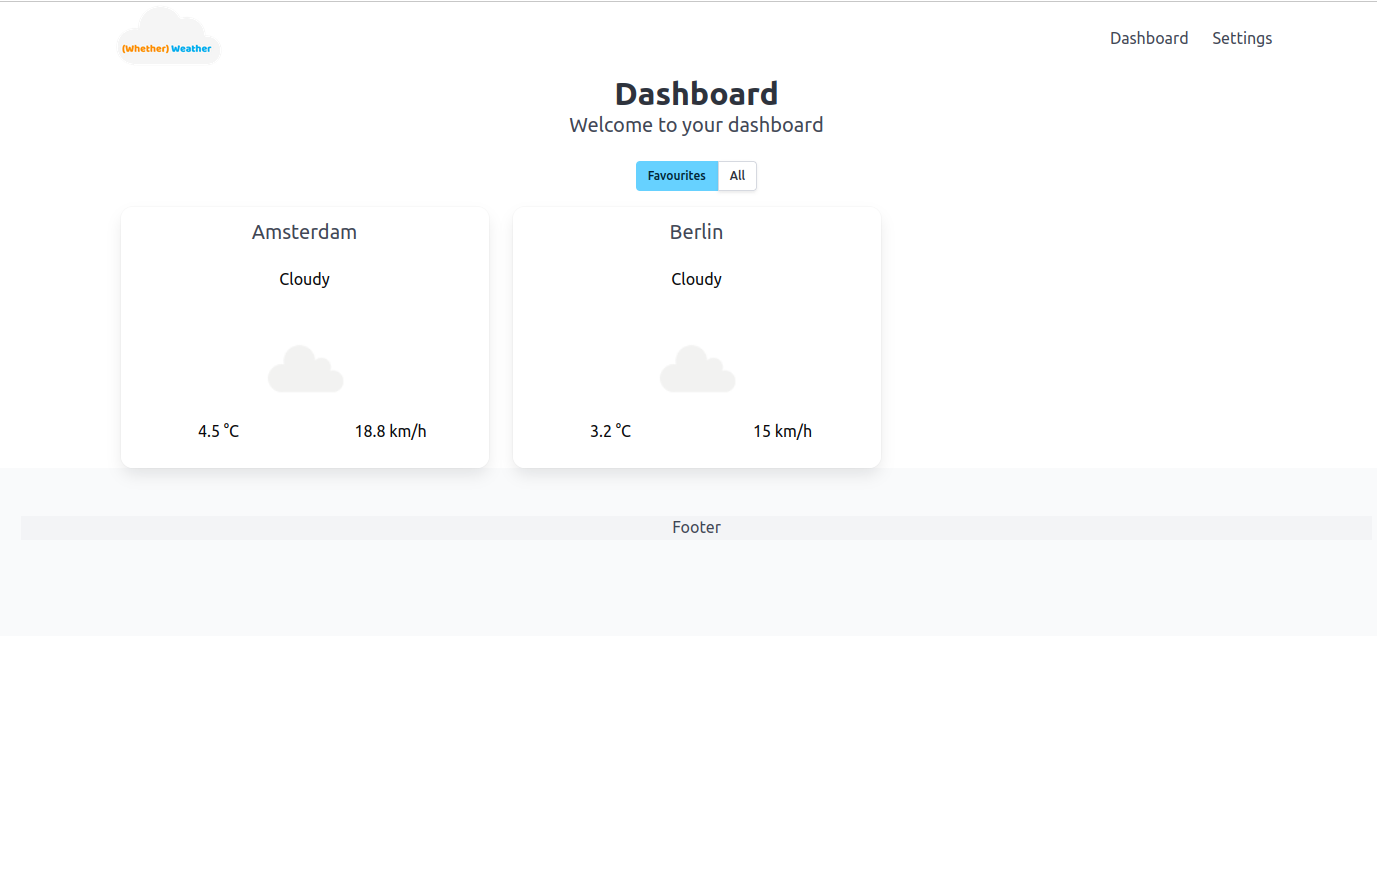 (Whether) Weather
Dashboard Settings
Dashboard
Welcome to your dashboard
Favourites All
Amsterdam
Cloudy
4.5 °C 18.8 km/h
Berlin
Cloudy
3.2 °C 15 km/h
Footer